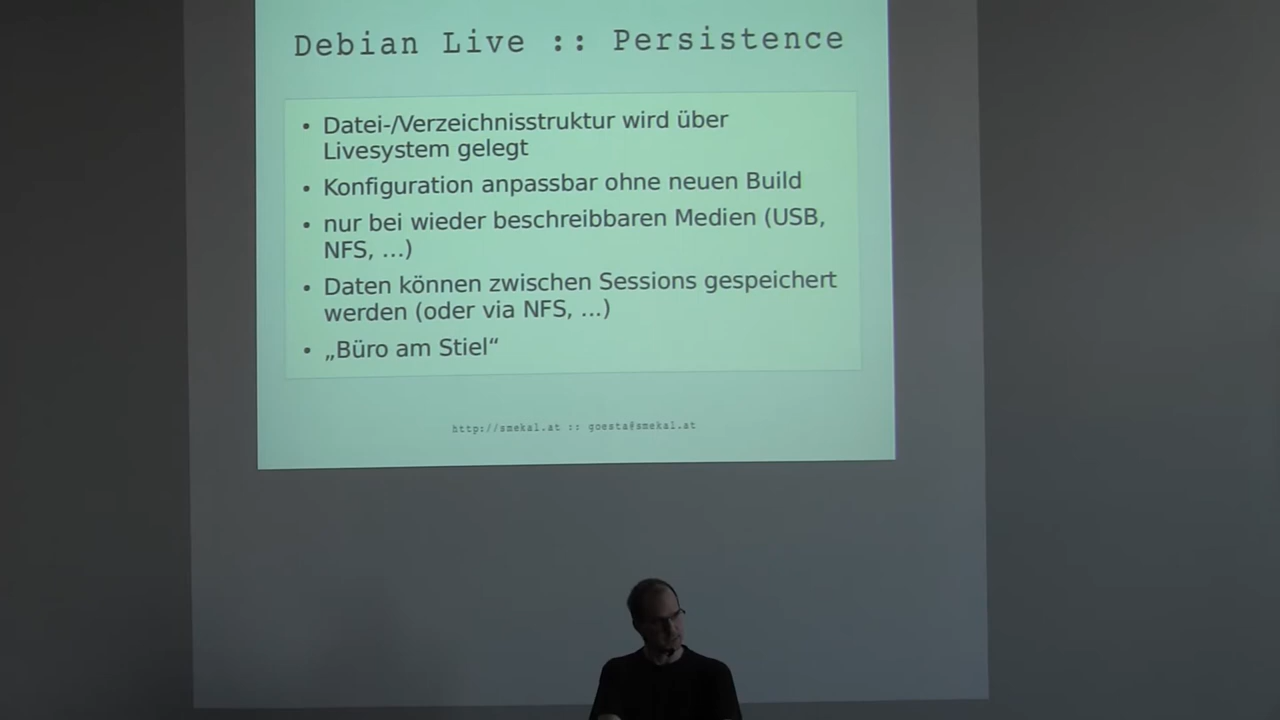 Debian Live :: Persistence
• Datei-/Verzeichnisstruktur wird über
Livesystem gelegt
• Konfiguration anpassbar ohne neuen Build
• nur bei wieder beschreibbaren Medien (USB,
NFS, ...)
• Daten können zwischen Sessions gespeichert
werden (oder via NFS, ...)
• „Büro am Stiel“
http://smekal.at :: goesta@smekal.at